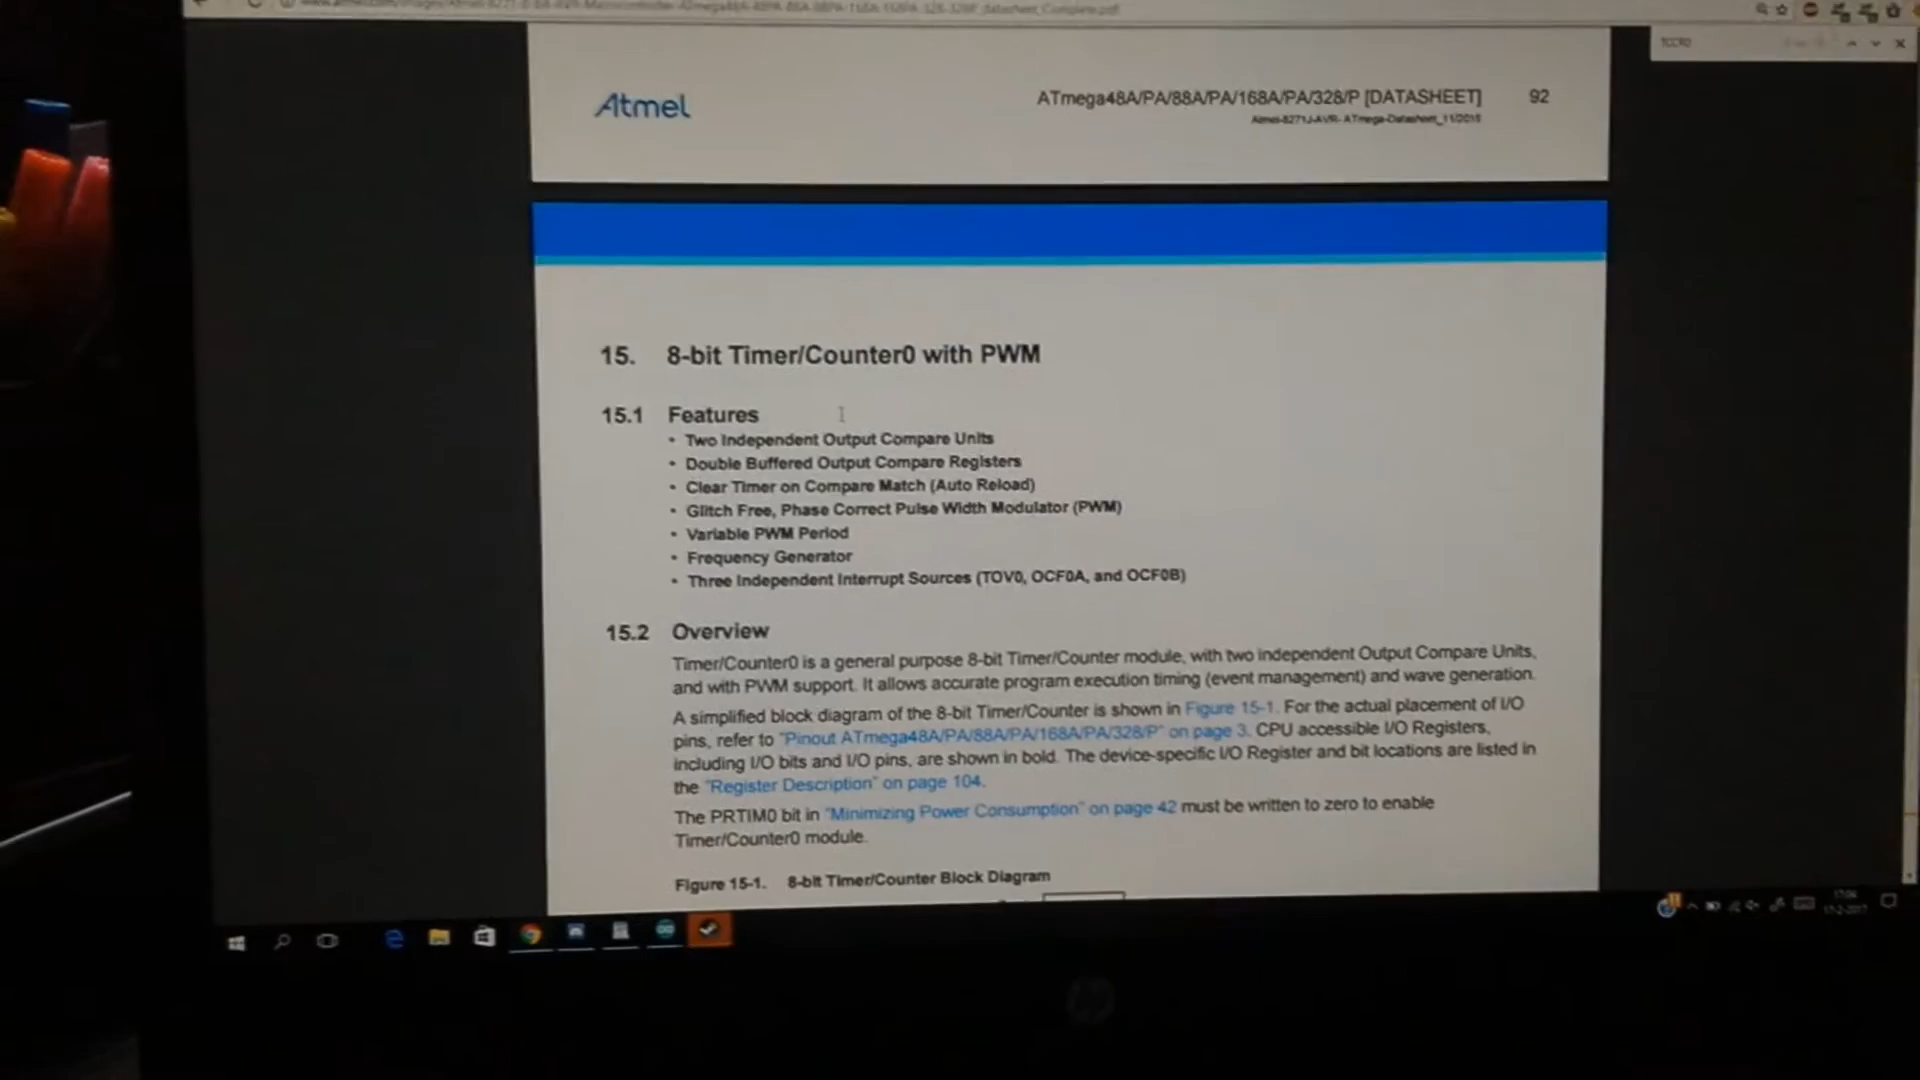 Atmel
ATmega48A/PA/88A/PA/168A/PA/328/P [DATASHEET] 92
Atmel-8271J-AVR- ATmega-Datasheet_11/2015
15. 8-bit Timer/Counter0 with PWM
15.1 Features
• Two Independent Output Compare Units
• Double Buffered Output Compare Registers
• Clear Timer on Compare Match (Auto Reload)
• Glitch Free, Phase Correct Pulse Width Modulator (PWM)
• Variable PWM Period
• Frequency Generator
• Three Independent Interrupt Sources (TOV0, OCF0A, and OCF0B)
15.2 Overview
Timer/Counter0 is a general purpose 8-bit Timer/Counter module, with two independent Output Compare Units,
and with PWM support. It allows accurate program execution timing (event management) and wave generation.
A simplified block diagram of the 8-bit Timer/Counter is shown in Figure 15-1. For the actual placement of I/O
pins, refer to "Pinout ATmega48A/PA/88A/PA/168A/PA/328/P" on page 3. CPU accessible I/O Registers,
including I/O bits and I/O pins, are shown in bold. The device-specific I/O Register and bit locations are listed in
the "Register Description" on page 104.
The PRTIM0 bit in "Minimizing Power Consumption" on page 42 must be written to zero to enable
Timer/Counter0 module.
Figure 15-1. 8-bit Timer/Counter Block Diagram
hp